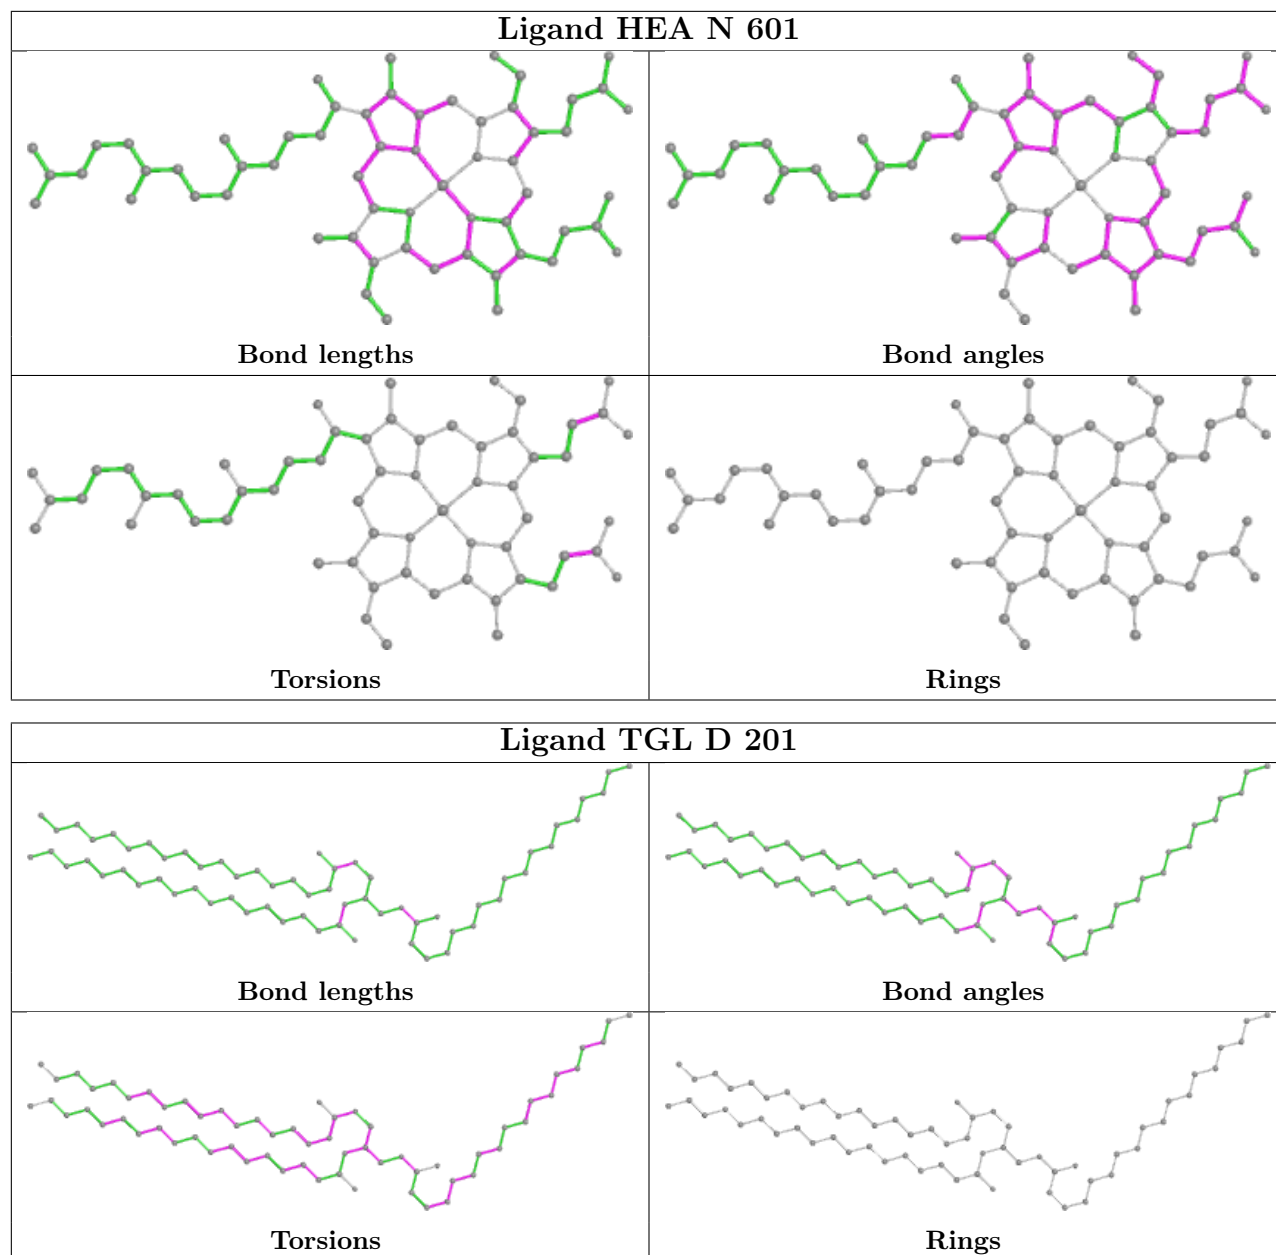 Ligand HEA N 601
Bond lengths
Bond angles
Torsions
Rings
Ligand TGL D 201
Bond lengths
Bond angles
Torsions
Rings